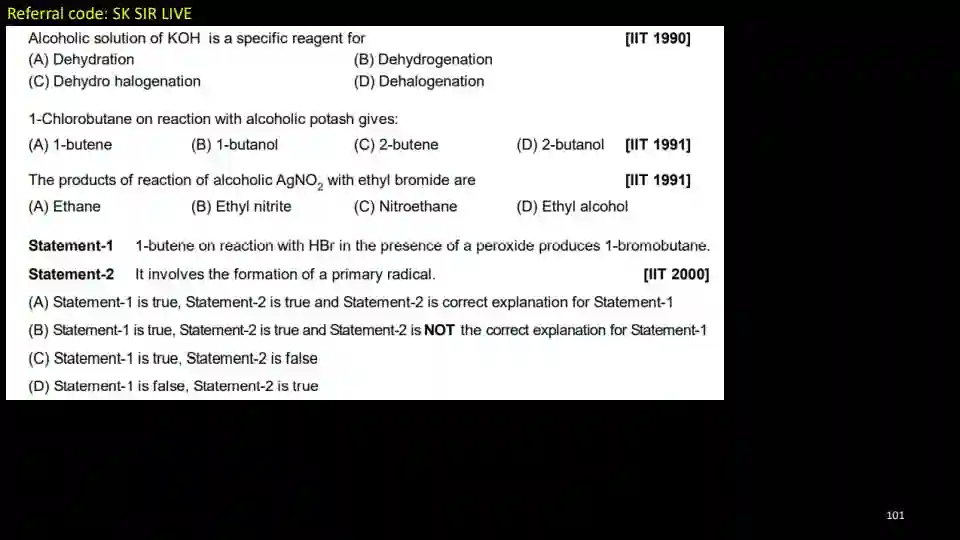 Referral code: SK SIR LIVE
Alcoholic solution of KOH is a specific reagent for [IIT 1990]
(A) Dehydration (B) Dehydrogenation
(C) Dehydro halogenation (D) Dehalogenation
1-Chlorobutane on reaction with alcoholic potash gives:
(A) 1-butene (B) 1-butanol (C) 2-butene (D) 2-butanol [IIT 1991]
The products of reaction of alcoholic AgNO₂ with ethyl bromide are [IIT 1991]
(A) Ethane (B) Ethyl nitrite (C) Nitroethane (D) Ethyl alcohol
Statement-1 1-butene on reaction with HBr in the presence of a peroxide produces 1-bromobutane.
Statement-2 It involves the formation of a primary radical. [IIT 2000]
(A) Statement-1 is true, Statement-2 is true and Statement-2 is correct explanation for Statement-1
(B) Statement-1 is true, Statement-2 is true and Statement-2 is NOT the correct explanation for Statement-1
(C) Statement-1 is true, Statement-2 is false
(D) Statement-1 is false, Statement-2 is true
101